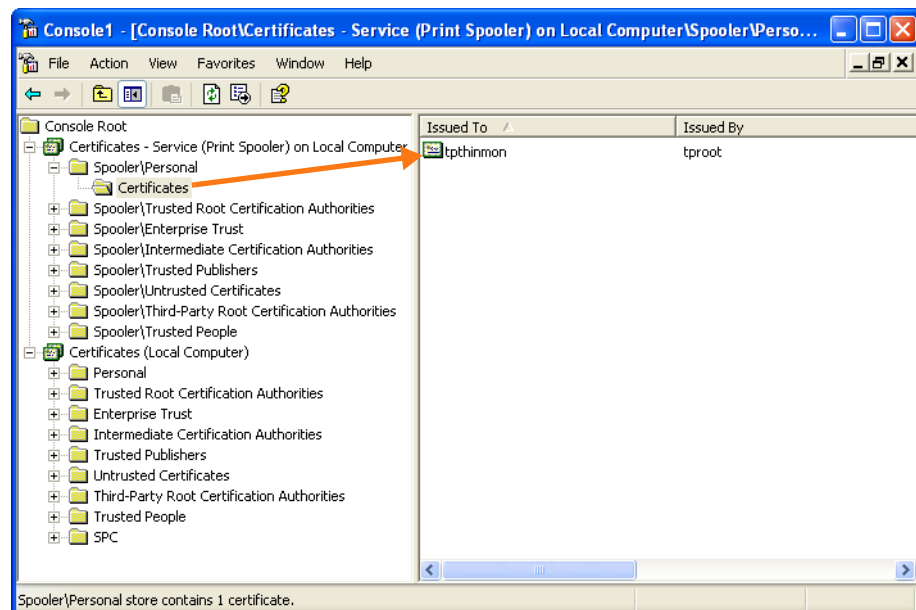 Console1 - [Console Root\Certificates - Service (Print Spooler) on Local Computer\Spooler\Perso...
File Action View Favorites Window Help
Console Root
Certificates - Service (Print Spooler) on Local Computer
Spooler\Personal
Certificates
Spooler\Trusted Root Certification Authorities
Spooler\Enterprise Trust
Spooler\Intermediate Certification Authorities
Spooler\Trusted Publishers
Spooler\Untrusted Certificates
Spooler\Third-Party Root Certification Authorities
Spooler\Trusted People
Certificates (Local Computer)
Personal
Trusted Root Certification Authorities
Enterprise Trust
Intermediate Certification Authorities
Trusted Publishers
Untrusted Certificates
Third-Party Root Certification Authorities
Trusted People
SPC
Issued To Issued By
tpthinmon tproot
Spooler\Personal store contains 1 certificate.